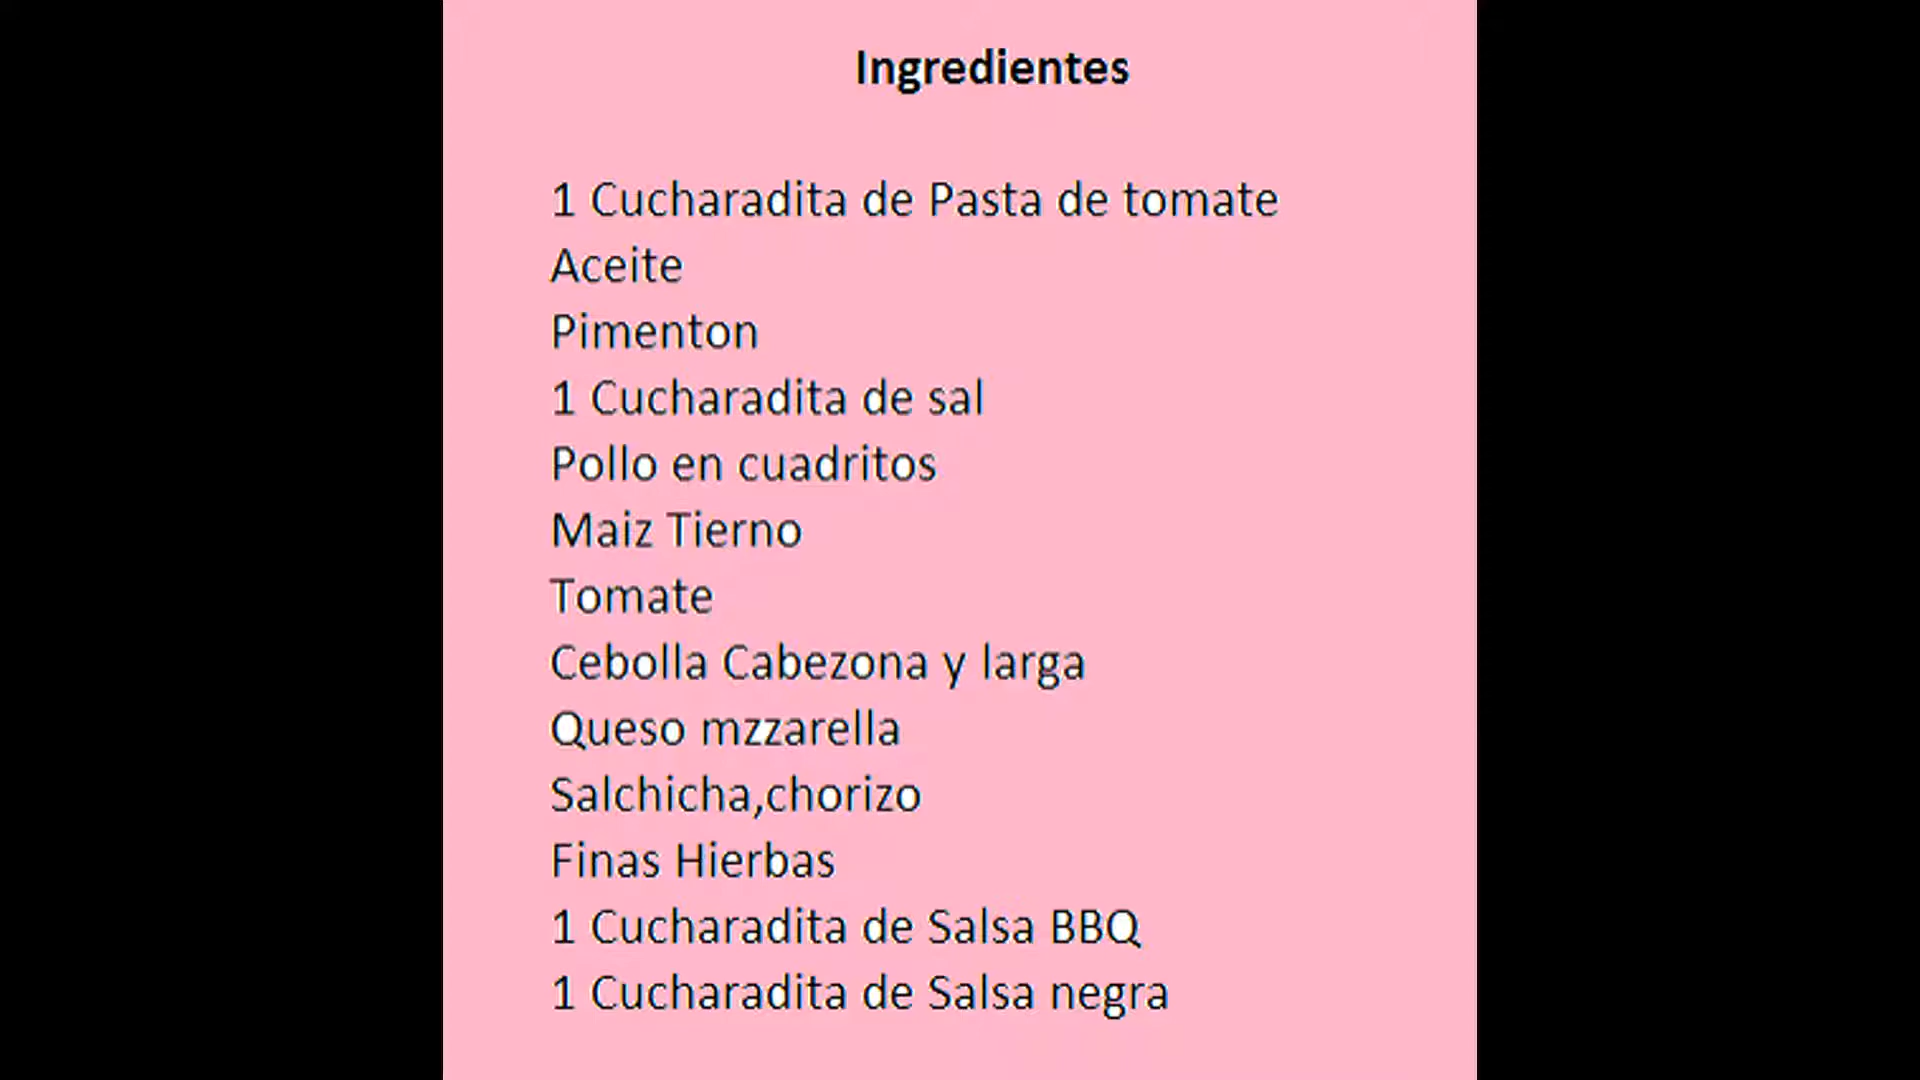 Ingredientes
1 Cucharadita de Pasta de tomate
Aceite
Pimenton
1 Cucharadita de sal
Pollo en cuadritos
Maiz Tierno
Tomate
Cebolla Cabezona y larga
Queso mzzarella
Salchicha,chorizo
Finas Hierbas
1 Cucharadita de Salsa BBQ
1 Cucharadita de Salsa negra